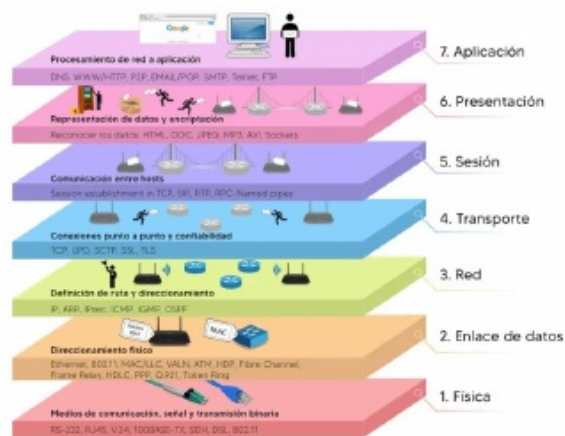 Google
Procesamiento de red a aplicación
DNS, WWW/HTTP, P2P, EMAIL/POP, SMTP, Telnet, FTP
7. Aplicación
Representación de datos y encriptación
Reconocer los datos: HTML, DOC, JPEG, MP3, AVI, Sockets
6. Presentación
Comunicación entre hosts
Session establishment in TCP, SIP, RTP, RPC-Named pipes
5. Sesión
Conexiones punto a punto y confiabilidad
TCP, UPD, SCTP, SSL, TLS
4. Transporte
Definición de ruta y direccionamiento
IP, ARP, IPsec, ICMP, IGMP, OSPF
3. Red
MAC
Direccionamiento físico
Ethernet, 802.11, MAC/LLC, VALN, ATM, HDP, Fibre Channel,
Frame Relay, HDLC, PPP, Q.921, Token Ring
2. Enlace de datos
Medios de comunicación, señal y transmisión binaria
RS-232, RJ45, V.34, 100BASE-TX, SDH, DSL, 802.11
1. Física